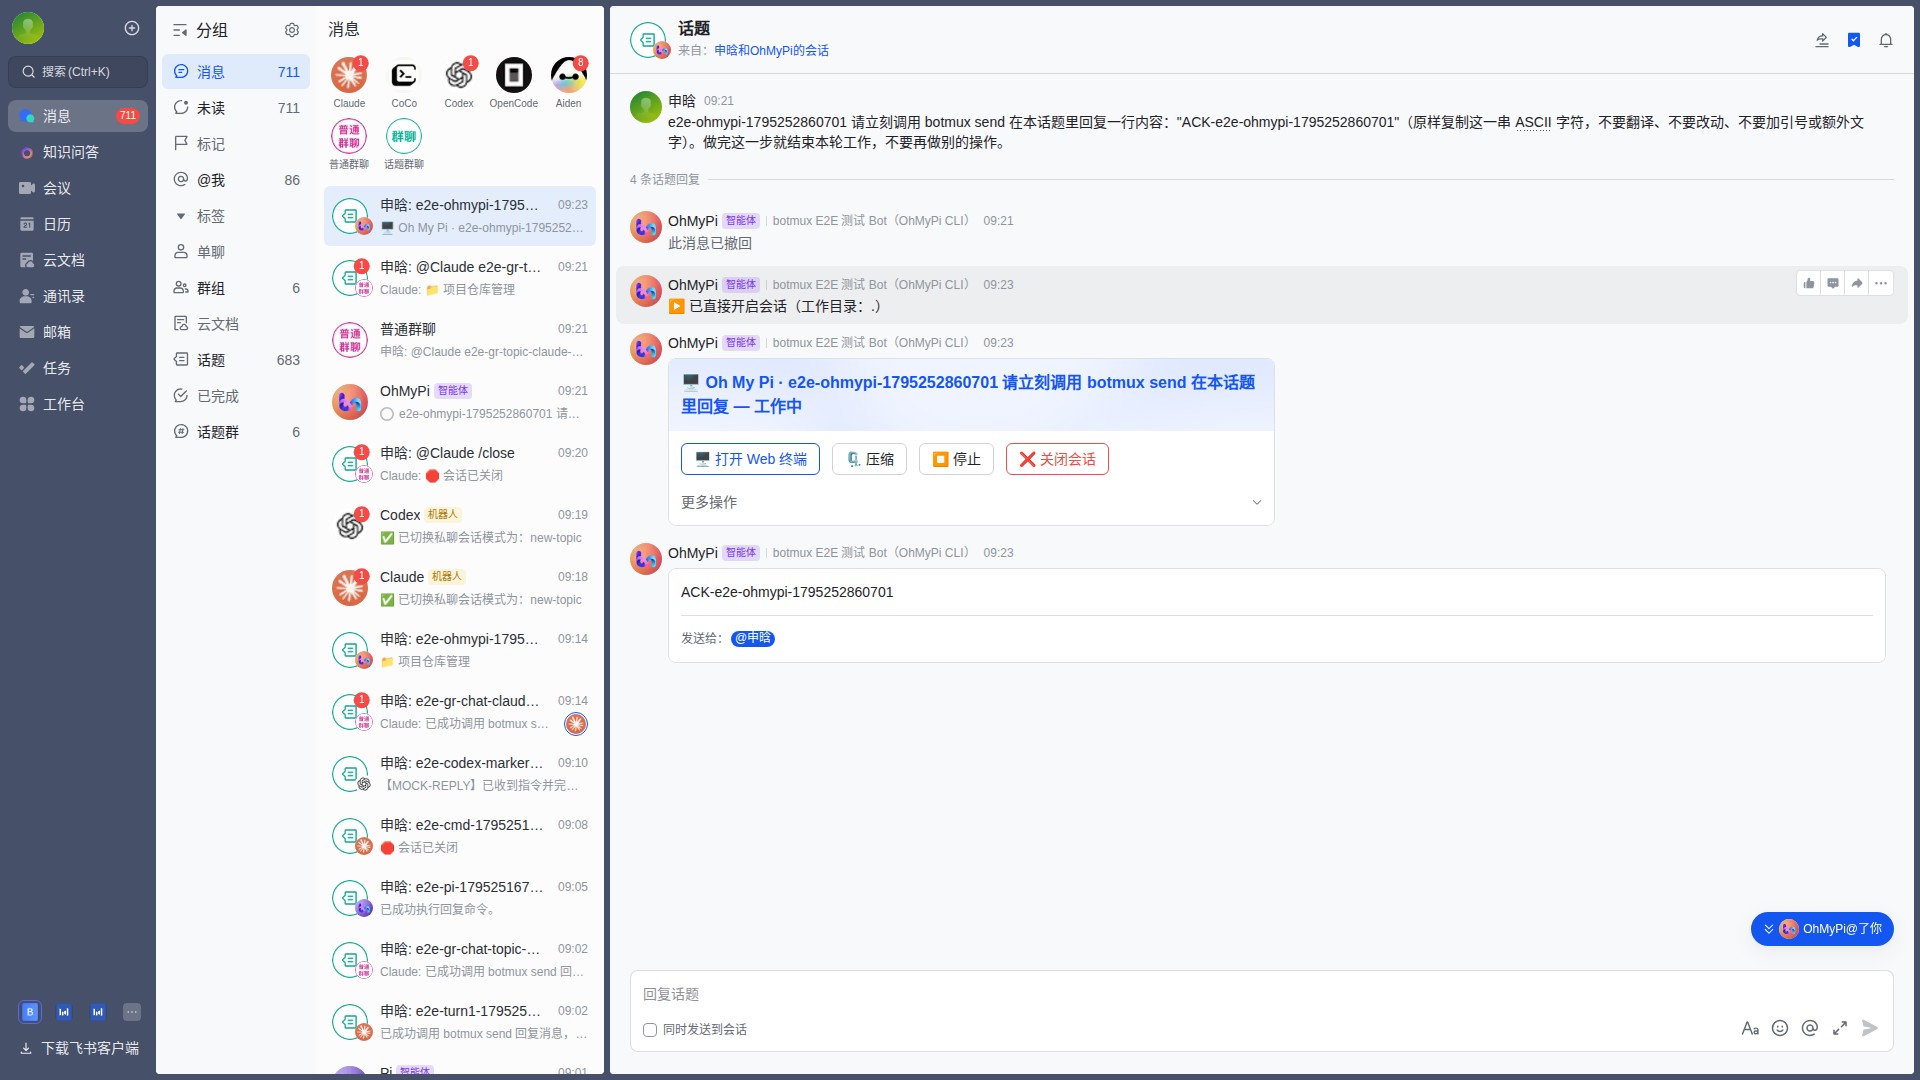 搜索 (Ctrl+K)
消息
711
知识问答
会议
日历
云文档
通讯录
邮箱
任务
工作台
下载飞书客户端
分组
消息 711
未读 711
标记
@我 86
标签
单聊
群组 6
云文档
话题 683
已完成
话题群 6
消息
1
1
8
Claude
CoCo
Codex
OpenCode
Aiden
普通群聊
群聊
普通群聊
话题群聊
申晗: e2e-ohmypi-1795... 09:23
🖥️ Oh My Pi · e2e-ohmypi-1795252...
1
申晗: @Claude e2e-gr-t... 09:21
Claude: 📁 项目仓库管理
普通群聊
普通群聊 09:21
申晗: @Claude e2e-gr-topic-claude-...
OhMyPi 智能体 09:21
e2e-ohmypi-1795252860701 请...
1
申晗: @Claude /close 09:20
Claude: 🛑 会话已关闭
1
Codex 机器人 09:19
✅ 已切换私聊会话模式为：new-topic
1
Claude 机器人 09:18
✅ 已切换私聊会话模式为：new-topic
申晗: e2e-ohmypi-1795... 09:14
📁 项目仓库管理
1
申晗: e2e-gr-chat-claud... 09:14
Claude: 已成功调用 botmux s...
申晗: e2e-codex-marker... 09:10
【MOCK-REPLY】已收到指令并完...
申晗: e2e-cmd-1795251... 09:08
🛑 会话已关闭
申晗: e2e-pi-179525167... 09:05
已成功执行回复命令。
申晗: e2e-gr-chat-topic-... 09:02
Claude: 已成功调用 botmux send 回...
申晗: e2e-turn1-179525... 09:02
已成功调用 botmux send 回复消息，...
Pi 智能体 09:01
话题
来自：申晗和OhMyPi的会话
申晗 09:21
e2e-ohmypi-1795252860701 请立刻调用 botmux send 在本话题里回复一行内容："ACK-e2e-ohmypi-1795252860701"（原样复制这一串 ASCII 字符，不要翻译、不要改动、不要加引号或额外文
字）。做完这一步就结束本轮工作，不要再做别的操作。
4 条话题回复
OhMyPi 智能体 botmux E2E 测试 Bot（OhMyPi CLI） 09:21
此消息已撤回
OhMyPi 智能体 botmux E2E 测试 Bot（OhMyPi CLI） 09:23
▶️ 已直接开启会话（工作目录：.）
OhMyPi 智能体 botmux E2E 测试 Bot（OhMyPi CLI） 09:23
🖥️ Oh My Pi · e2e-ohmypi-1795252860701 请立刻调用 botmux send 在本话题
里回复 — 工作中
🖥️ 打开 Web 终端
🗜️ 压缩
⏹️ 停止
❌ 关闭会话
更多操作
OhMyPi 智能体 botmux E2E 测试 Bot（OhMyPi CLI） 09:23
ACK-e2e-ohmypi-1795252860701
发送给：@申晗
OhMyPi@了你
回复话题
同时发送到会话